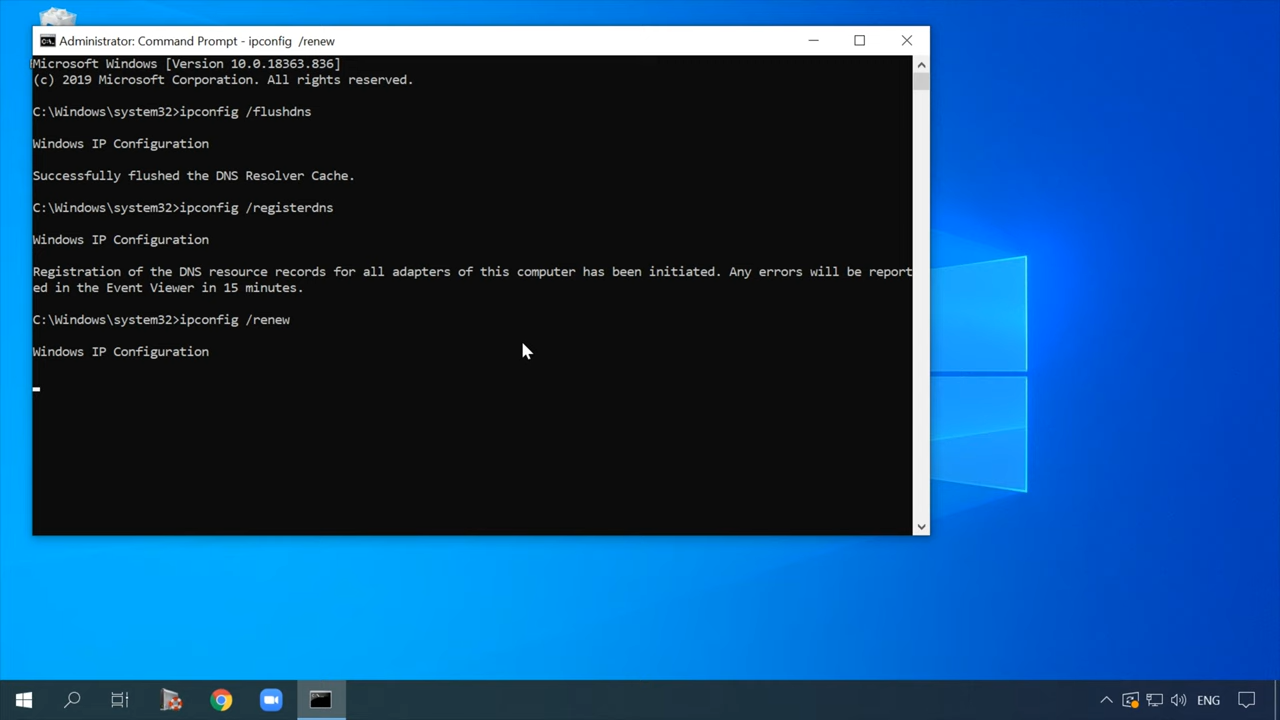 Administrator: Command Prompt - ipconfig  /renew
Microsoft Windows [Version 10.0.18363.836]
(c) 2019 Microsoft Corporation. All rights reserved.
C:\Windows\system32>ipconfig /flushdns
Windows IP Configuration
Successfully flushed the DNS Resolver Cache.
C:\Windows\system32>ipconfig /registerdns
Windows IP Configuration
Registration of the DNS resource records for all adapters of this computer has been initiated. Any errors will be report
ed in the Event Viewer in 15 minutes.
C:\Windows\system32>ipconfig /renew
Windows IP Configuration
ENG